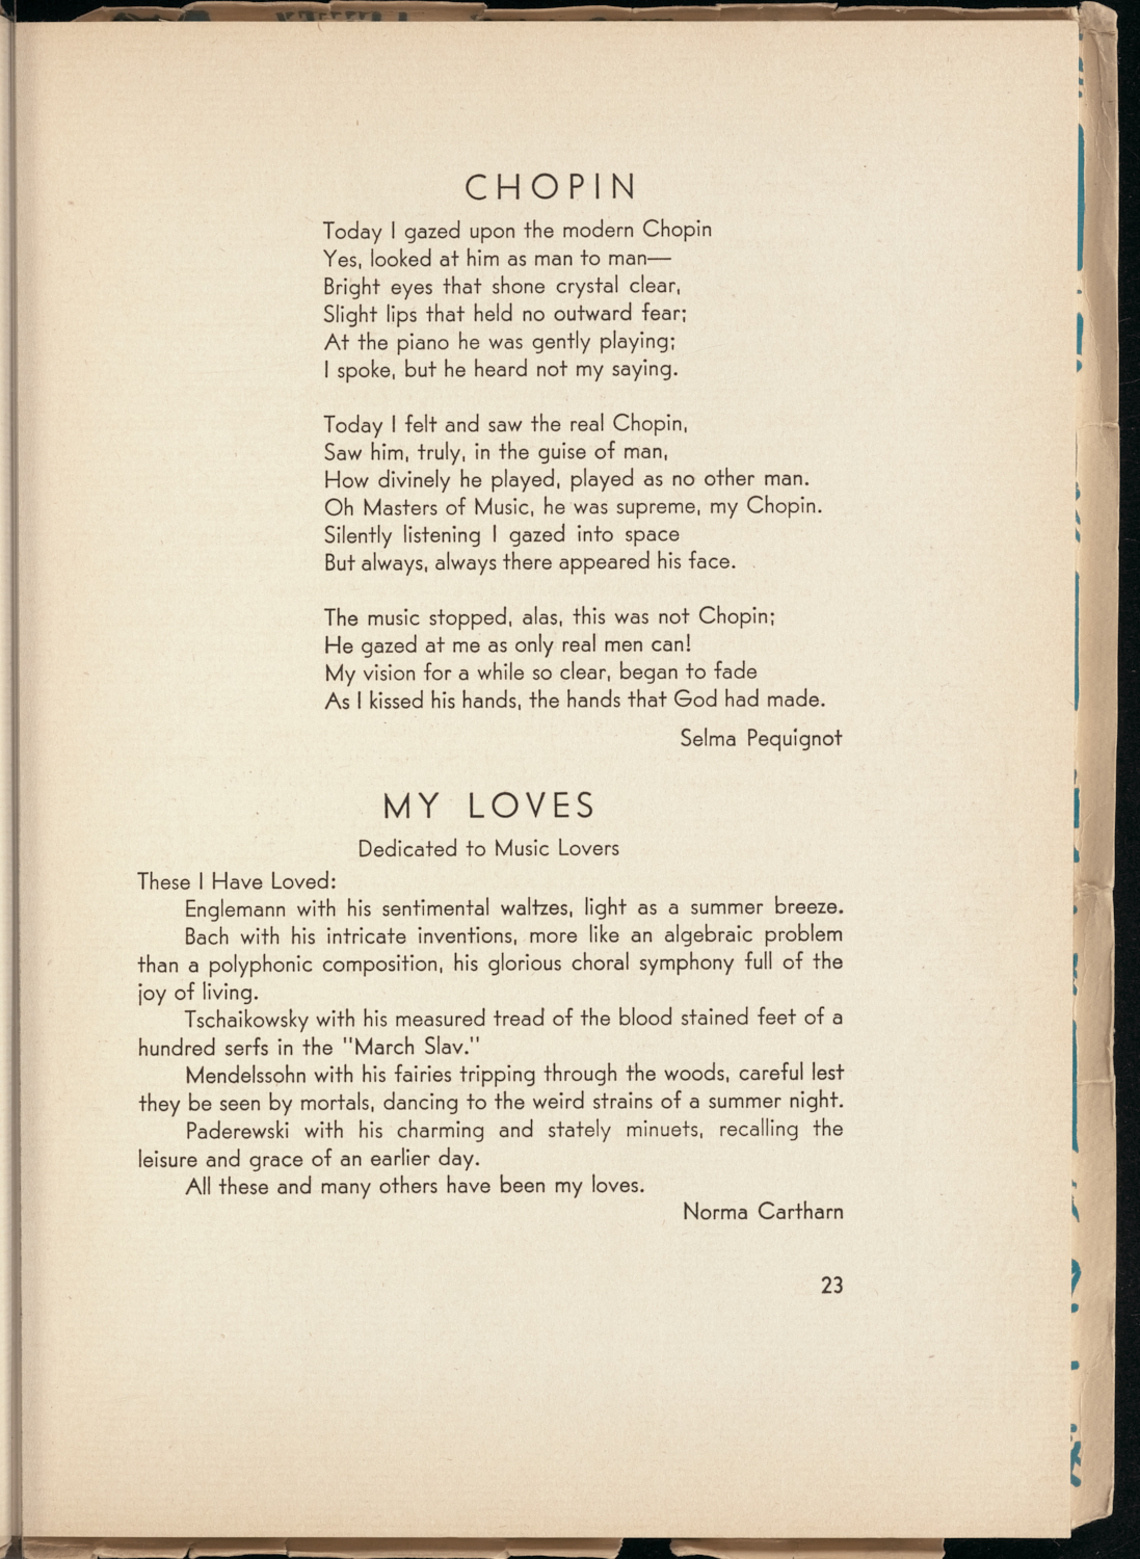 CHOPIN
Today I gazed upon the modern Chopin
Yes, looked at him as man to man—
Bright eyes that shone crystal clear,
Slight lips that held no outward fear;
At the piano he was gently playing;
I spoke, but he heard not my saying.
Today I felt and saw the real Chopin,
Saw him, truly, in the guise of man,
How divinely he played, played as no other man.
Oh Masters of Music, he was supreme, my Chopin.
Silently listening I gazed into space
But always, always there appeared his face.
The music stopped, alas, this was not Chopin;
He gazed at me as only real men can!
My vision for a while so clear, began to fade
As I kissed his hands, the hands that God had made.
Selma Pequignot
MY LOVES
Dedicated to Music Lovers
These I Have Loved:
Englemann with his sentimental waltzes, light as a summer breeze.
Bach with his intricate inventions, more like an algebraic problem
than a polyphonic composition, his glorious choral symphony full of the
joy of living.
Tschaikowsky with his measured tread of the blood stained feet of a
hundred serfs in the "March Slav."
Mendelssohn with his fairies tripping through the woods, careful lest
they be seen by mortals, dancing to the weird strains of a summer night.
Paderewski with his charming and stately minuets, recalling the
leisure and grace of an earlier day.
All these and many others have been my loves.
Norma Cartharn
23